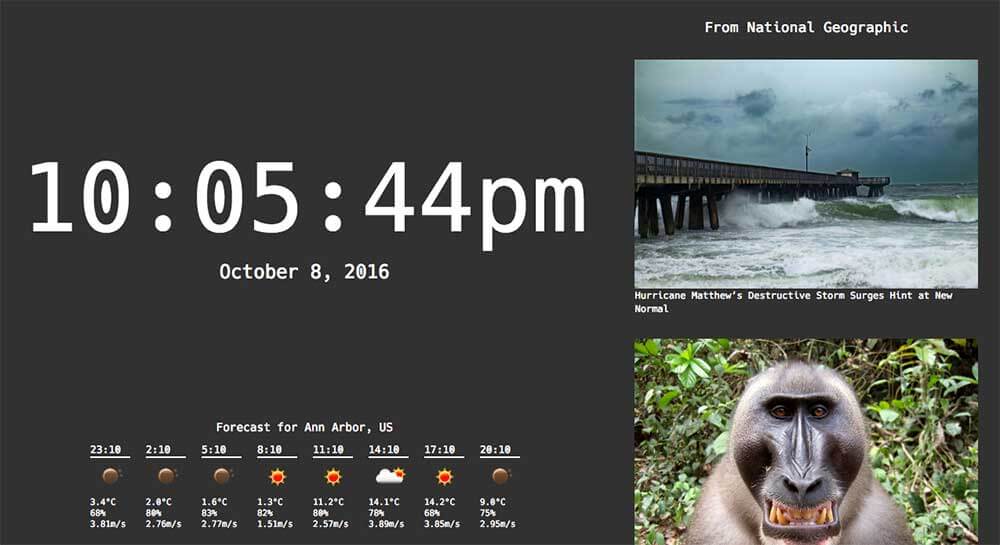 From National Geographic
10:05:44pm
October 8, 2016
Hurricane Matthew's Destructive Storm Surges Hint at New
Normal
Forecast for Ann Arbor, US
23:10 2:10 5:10 8:10 11:10 14:10 17:10 20:10
3.4°C 2.0°C 1.6°C 1.3°C 11.2°C 14.1°C 14.2°C 9.0°C
68% 80% 83% 82% 80% 78% 68% 75%
3.81m/s 2.76m/s 2.77m/s 1.51m/s 2.57m/s 3.89m/s 3.85m/s 2.95m/s